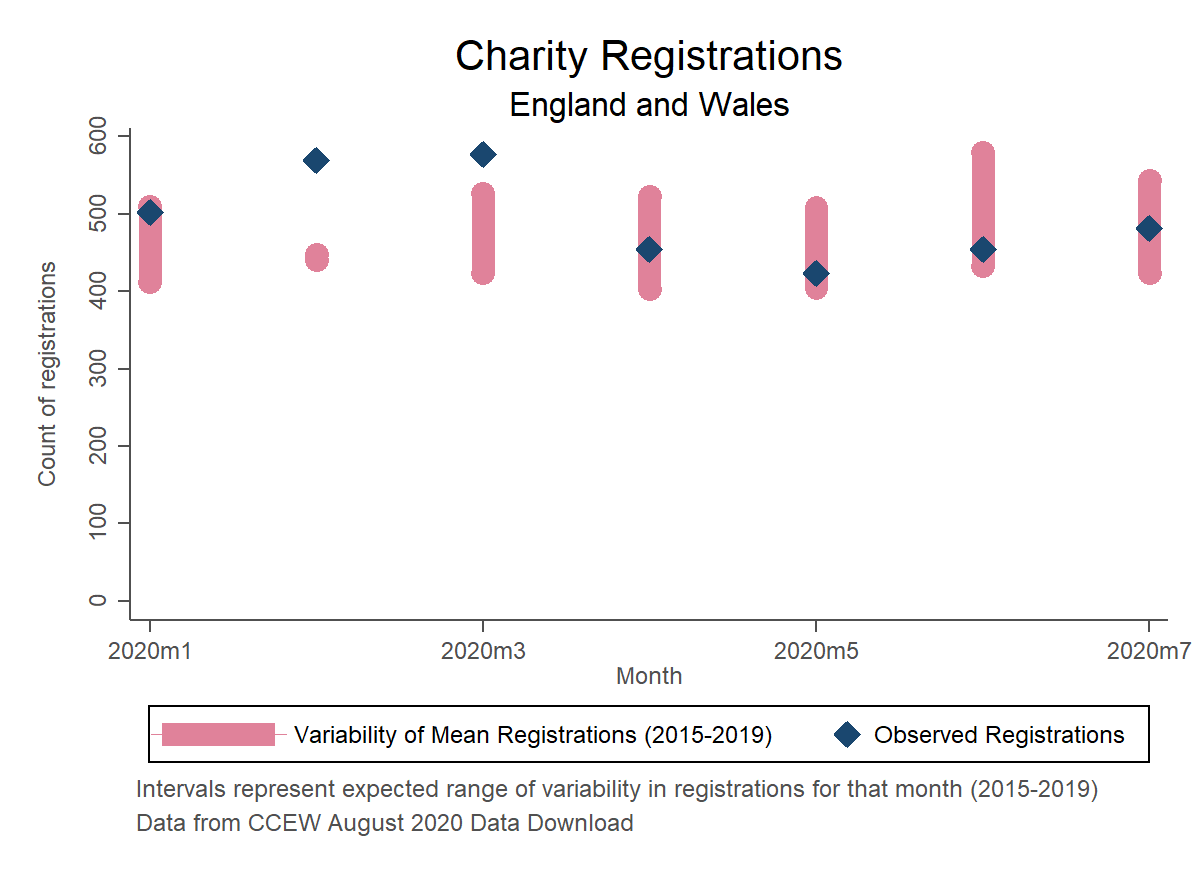 Charity Registrations
England and Wales
Count of registrations
600
500
400
300
200
100
0
2020m1 2020m3 2020m5 2020m7
Month
Variability of Mean Registrations (2015-2019) Observed Registrations
Intervals represent expected range of variability in registrations for that month (2015-2019)
Data from CCEW August 2020 Data Download